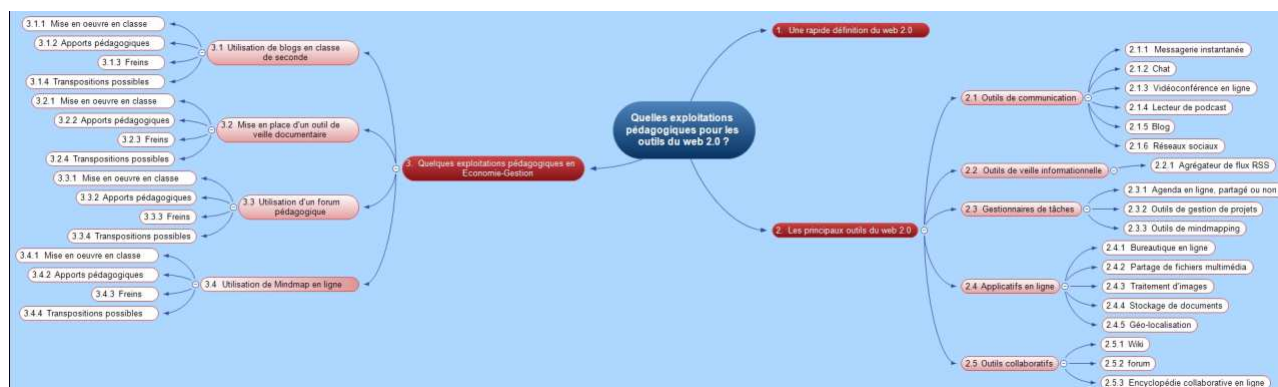 Quelles exploitations
pédagogiques pour les
outils du web 2.0 ?
1. Une rapide définition du web 2.0
2. Les principaux outils du web 2.0
2.1 Outils de communication
2.1.1 Messagerie instantanée
2.1.2 Chat
2.1.3 Vidéoconférence en ligne
2.1.4 Lecteur de podcast
2.1.5 Blog
2.1.6 Réseaux sociaux
2.2 Outils de veille informationnelle
2.2.1 Agrégateur de flux RSS
2.3 Gestionnaires de tâches
2.3.1 Agenda en ligne, partagé ou non
2.3.2 Outils de gestion de projets
2.3.3 Outils de mindmapping
2.4 Applicatifs en ligne
2.4.1 Bureautique en ligne
2.4.2 Partage de fichiers multimédia
2.4.3 Traitement d'images
2.4.4 Stockage de documents
2.4.5 Géo-localisation
2.5 Outils collaboratifs
2.5.1 Wiki
2.5.2 forum
2.5.3 Encyclopédie collaborative en ligne
3. Quelques exploitations pédagogiques en
Economie-Gestion
3.1 Utilisation de blogs en classe
de seconde
3.1.1 Mise en oeuvre en classe
3.1.2 Apports pédagogiques
3.1.3 Freins
3.1.4 Transpositions possibles
3.2 Mise en place d'un outil de
veille documentaire
3.2.1 Mise en oeuvre en classe
3.2.2 Apports pédagogiques
3.2.3 Freins
3.2.4 Transpositions possibles
3.3 Utilisation d'un forum
pédagogique
3.3.1 Mise en oeuvre en classe
3.3.2 Apports pédagogiques
3.3.3 Freins
3.3.4 Transpositions possibles
3.4 Utilisation de Mindmap en ligne
3.4.1 Mise en oeuvre en classe
3.4.2 Apports pédagogiques
3.4.3 Freins
3.4.4 Transpositions possibles